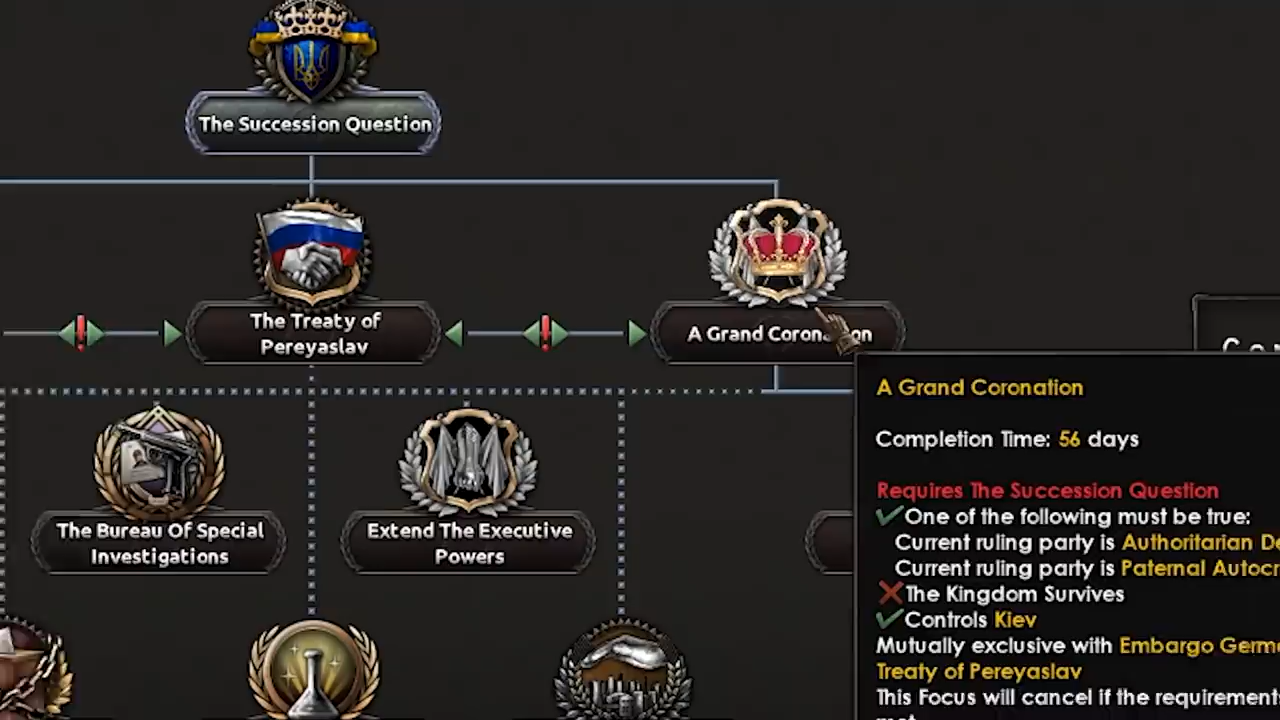 The Succession Question
The Treaty of
Pereyaslav
A Grand Coronation
A Grand Coronation
Completion Time: 56 days
Requires The Succession Question
One of the following must be true:
Current ruling party is Authoritarian De
Current ruling party is Paternal Autocr
The Kingdom Survives
Controls Kiev
Mutually exclusive with Embargo Germ
Treaty of Pereyaslav
This Focus will cancel if the requirement
The Bureau Of Special
Investigations
Extend The Executive
Powers